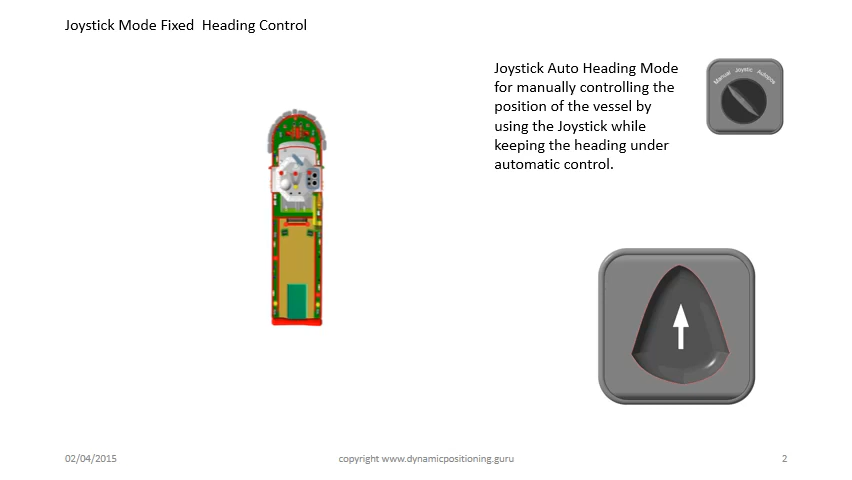 Joystick Mode Fixed  Heading Control
Joystick Auto Heading Mode
for manually controlling the
position of the vessel by
using the Joystick while
keeping the heading under
automatic control.
Manual Joystic Autopos
02/04/2015
copyright www.dynamicpositioning.guru
2